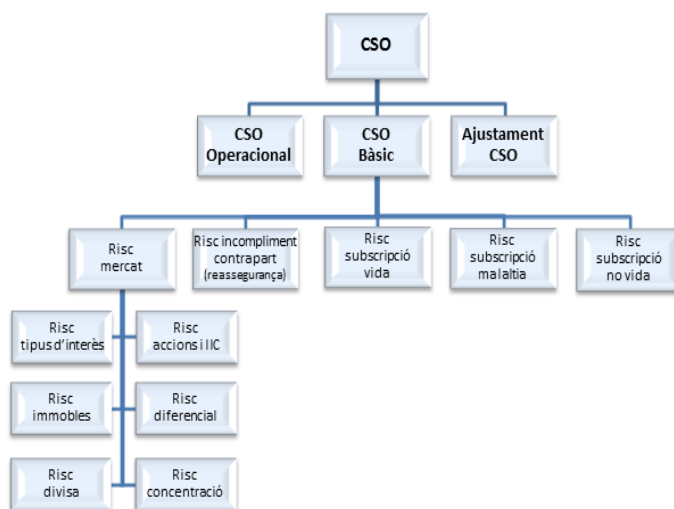 CSO
CSO
Operacional
CSO
Bàsic
Ajustament
CSO
Risc
mercat
Risc incompliment
contrapart
(reassegurança)
Risc
subscripció
vida
Risc
subscripció
malaltia
Risc
subscripció
no vida
Risc
tipus d'interès
Risc
accions i IIC
Risc
immobles
Risc
diferencial
Risc
divisa
Risc
concentració